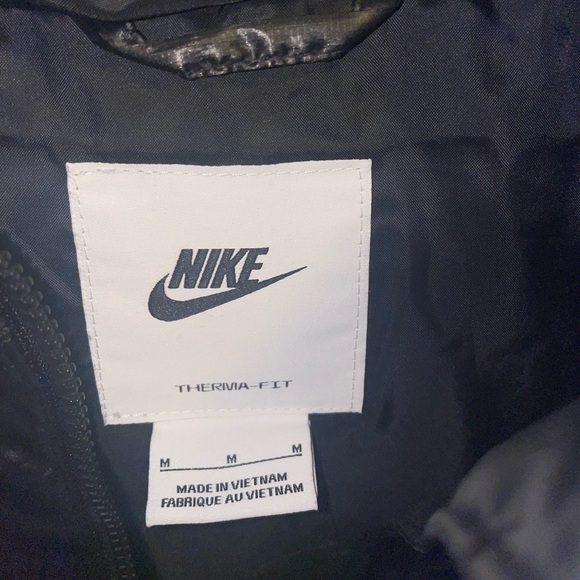 NIKE
THERMA-FIT
M M M
MADE IN VIETNAM
FABRIQUE AU VIETNAM